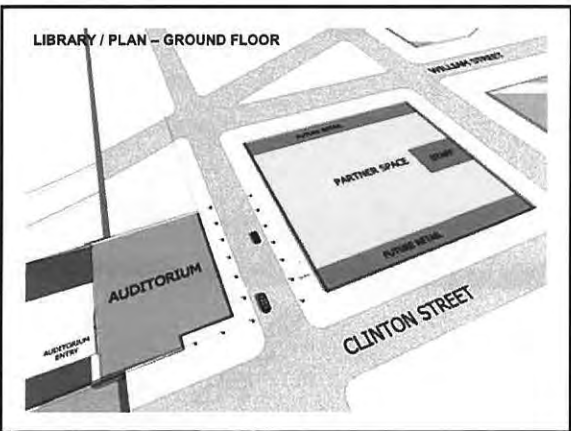 LIBRARY / PLAN – GROUND FLOOR
WILLIAM STREET
FUTURE RETAIL
PARTNER SPACE
STAFF
FUTURE RETAIL
AUDITORIUM
CLINTON STREET
AUDITORIUM
ENTRY